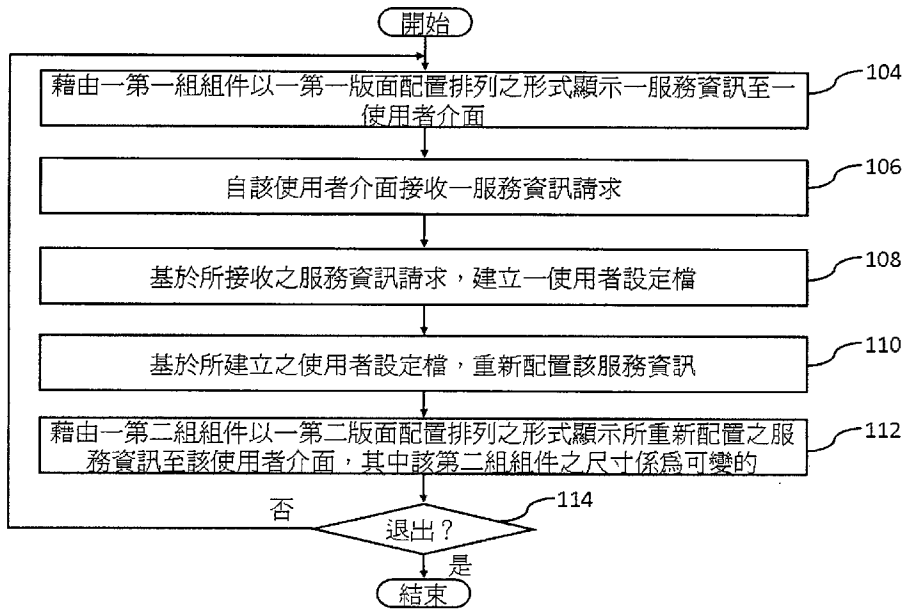 開始
藉由一第一組組件以一第一版面配置排列之形式顯示一服務資訊至一
使用者介面
104
自該使用者介面接收一服務資訊請求
106
基於所接收之服務資訊請求，建立一使用者設定檔
108
基於所建立之使用者設定檔，重新配置該服務資訊
110
藉由一第二組組件以一第二版面配置排列之形式顯示所重新配置之服
務資訊至該使用者介面，其中該第二組組件之尺寸係為可變的
112
否
退出？
114
是
結束